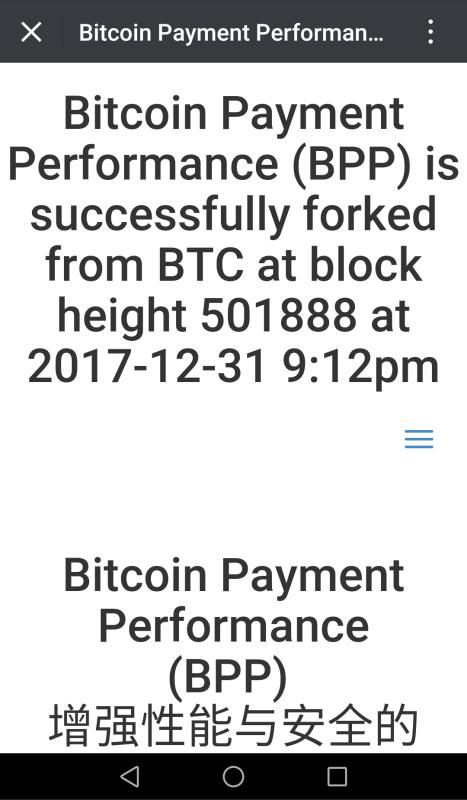 Bitcoin Payment Performan...
Bitcoin Payment
Performance (BPP) is
successfully forked
from BTC at block
height 501888 at
2017-12-31 9:12pm
Bitcoin Payment
Performance
(BPP)
增强性能与安全的